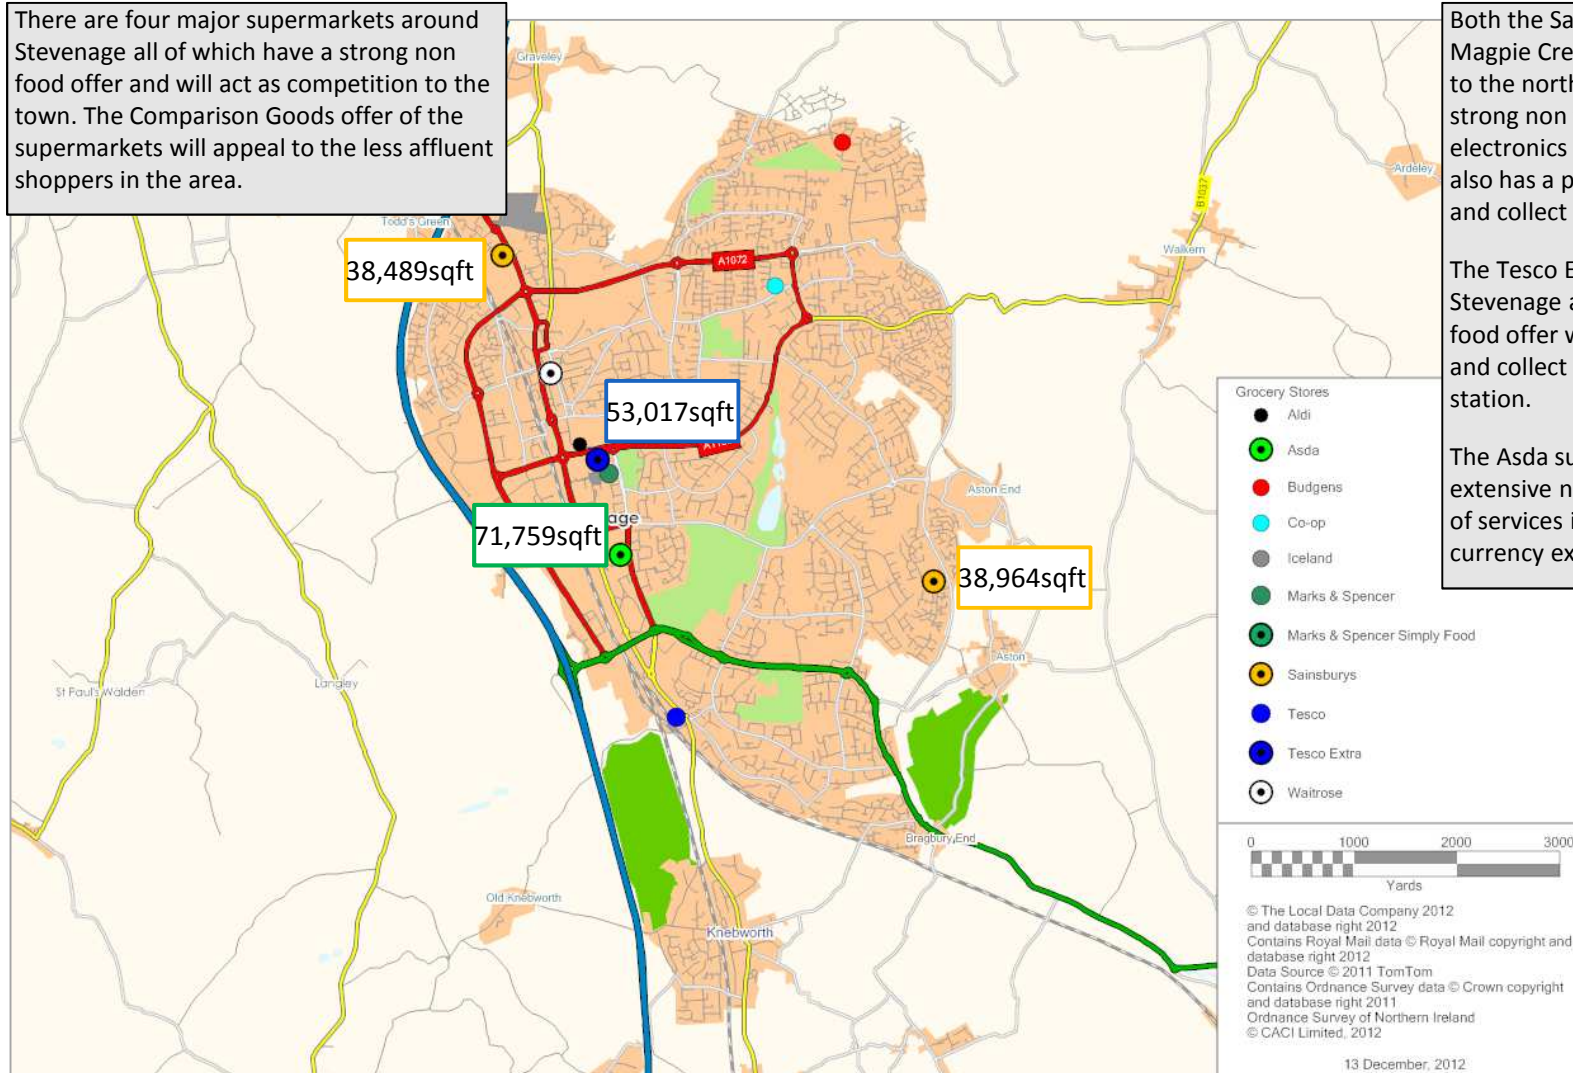 There are four major supermarkets around
Stevenage all of which have a strong non
food offer and will act as competition to the
town. The Comparison Goods offer of the
supermarkets will appeal to the less affluent
shoppers in the area.
Both the Sa
Magpie Cre
to the north
strong non
electronics
also has a p
and collect
The Tesco E
Stevenage a
food offer w
and collect
station.
The Asda su
extensive n
of services i
currency ex
Graveley
Ardeley
B1037
Todd's Green
Walkern
38,489sqft
A1072
53,017sqft
Aston End
71,759sqft
age
38,964sqft
Aston
St Paul's Walden
Langley
Bragbury End
Old Knebworth
Knebworth
Grocery Stores
Aldi
Asda
Budgens
Co-op
Iceland
Marks & Spencer
Marks & Spencer Simply Food
Sainsburys
Tesco
Tesco Extra
Waitrose
0 1000 2000 3000
Yards
© The Local Data Company 2012
and database right 2012
Contains Royal Mail data © Royal Mail copyright and
database right 2012
Data Source © 2011 TomTom
Contains Ordnance Survey data © Crown copyright
and database right 2011
Ordnance Survey of Northern Ireland
© CACI Limited, 2012
13 December, 2012